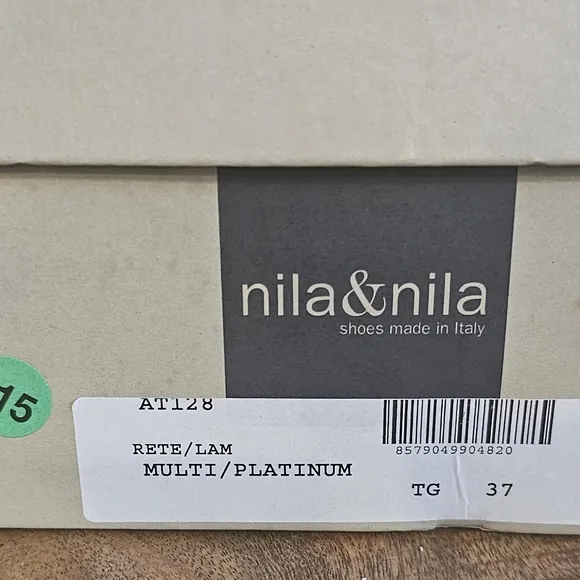 nila&nila
shoes made in Italy
15
AT128
RETE/LAM
MULTI/PLATINUM
8579049904820
TG 37